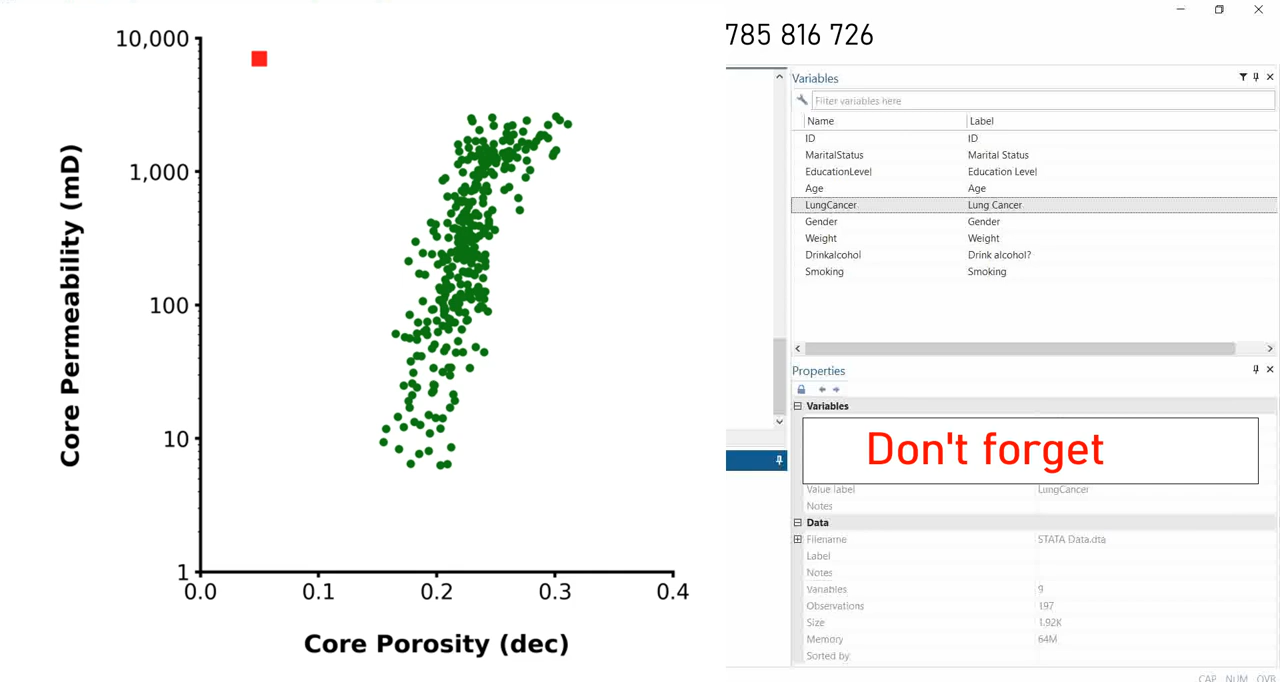 10,000
1,000
100
10
1
0.0 0.1 0.2 0.3 0.4
Core Permeability (mD)
Core Porosity (dec)
785 816 726
Variables
Filter variables here
Name Label
ID ID
MaritalStatus Marital Status
EducationLevel Education Level
Age Age
LungCancer Lung Cancer
Gender Gender
Weight Weight
Drinkalcohol Drink alcohol?
Smoking Smoking
Properties
Variables
Don't forget
Value label LungCancer
Notes
Data
Filename STATA Data.dta
Label
Notes
Variables 9
Observations 197
Size 1.92K
Memory 64M
Sorted by
CAP NUM OVR